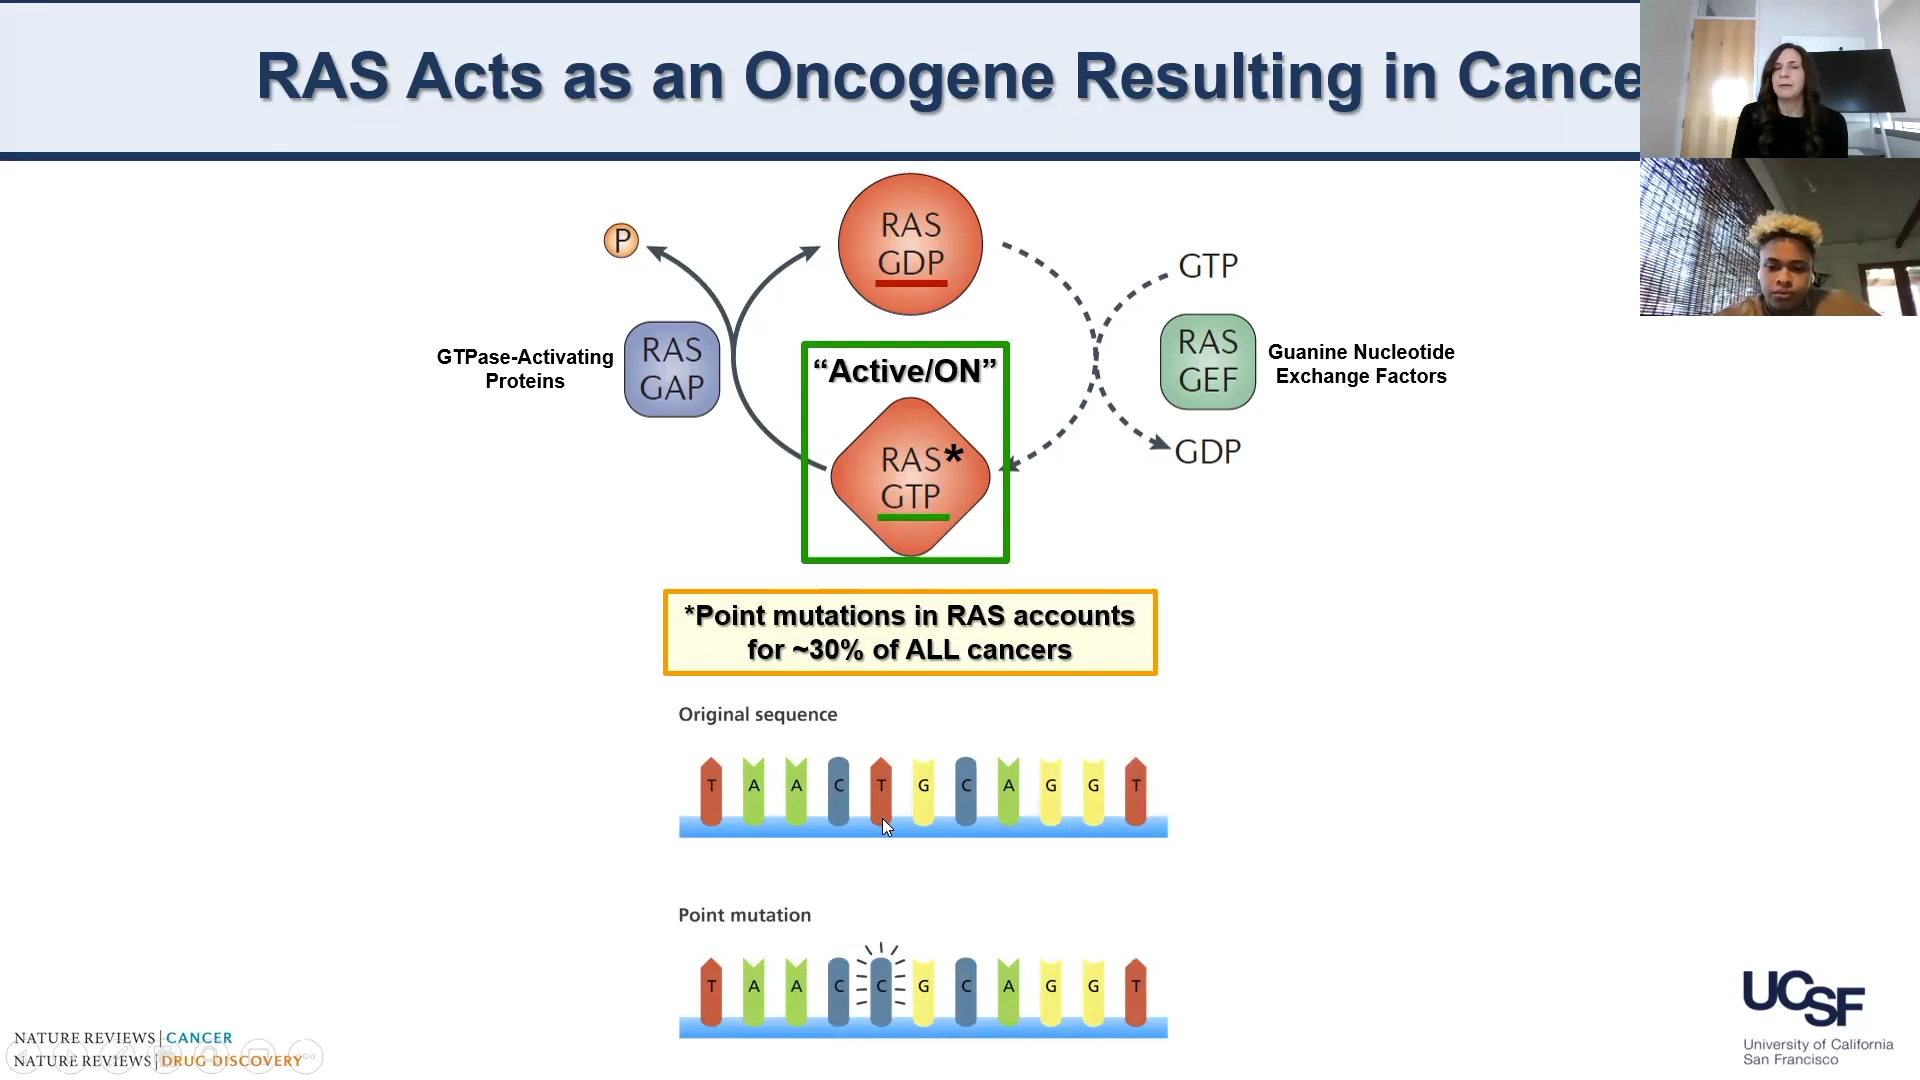 RAS Acts as an Oncogene Resulting in Cance
RAS
GDP
P
GTP
GTPase-Activating
Proteins
RAS
GAP
“Active/ON”
RAS
GEF
Guanine Nucleotide
Exchange Factors
RAS*
GTP
GDP
*Point mutations in RAS accounts
for ~30% of ALL cancers
Original sequence
T A A C T G C A G G T
Point mutation
T A A C C G C A G G T
NATURE REVIEWS | CANCER
NATURE REVIEWS | DRUG DISCOVERY
UCSF
University of California
San Francisco